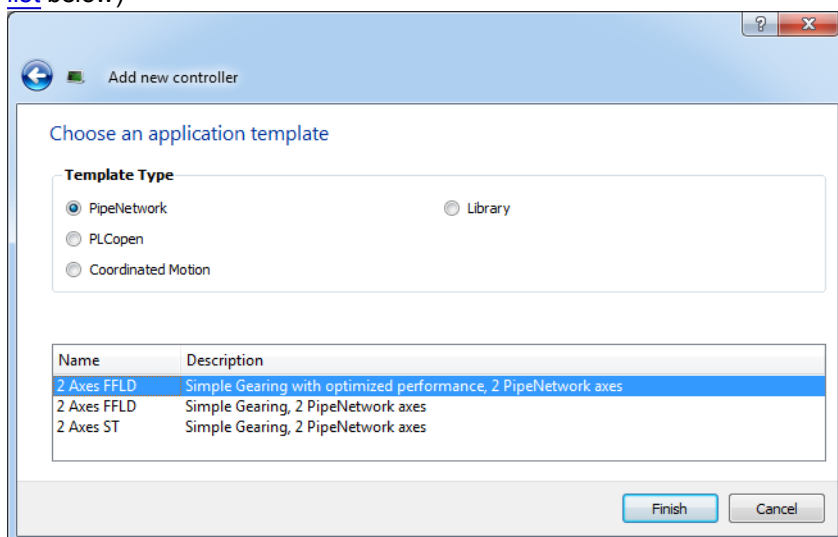 list below)
Add new controller
Choose an application template
Template Type
PipeNetwork
Library
PLCopen
Coordinated Motion
Name Description
2 Axes FFLD Simple Gearing with optimized performance, 2 PipeNetwork axes
2 Axes FFLD Simple Gearing, 2 PipeNetwork axes
2 Axes ST Simple Gearing, 2 PipeNetwork axes
Finish Cancel